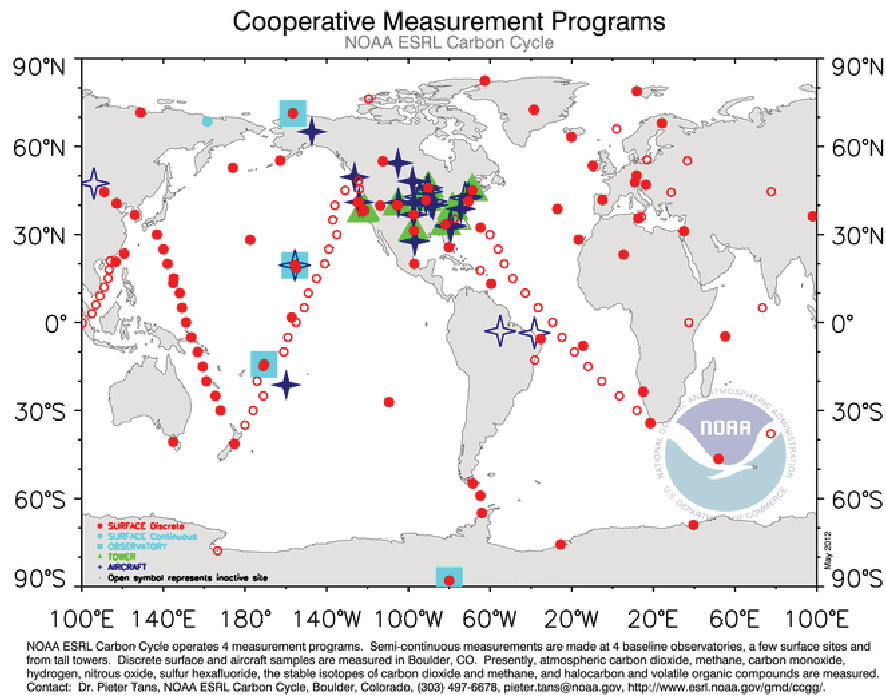 Cooperative Measurement Programs
NOAA ESRL Carbon Cycle
90°N 90°N
60°N 60°N
30°N 30°N
0° 0°
30°S 30°S
60°S 60°S
90°S 90°S
NATIONAL OCEANIC AND ATMOSPHERIC ADMINISTRATION
NOAA
U.S. DEPARTMENT OF COMMERCE
SURFACE Discrete
SURFACE Continuous
OBSERVATORY
TOWER
AIRCRAFT
Open symbol represents inactive site
May 2012
100°E 140°E 180° 140°W 100°W 60°W 20°W 20°E 60°E 100°E
NOAA ESRL Carbon Cycle operates 4 measurement programs. Semi-continuous measurements are made at 4 baseline observatories, a few surface sites and
from tall towers. Discrete surface and aircraft samples are measured in Boulder, CO. Presently, atmospheric carbon dioxide, methane, carbon monoxide,
hydrogen, nitrous oxide, sulfur hexafluoride, the stable isotopes of carbon dioxide and methane, and halocarbon and volatile organic compounds are measured.
Contact: Dr. Pieter Tans, NOAA ESRL Carbon Cycle, Boulder, Colorado, (303) 497-6678, pieter.tans@noaa.gov, http://www.esrl.noaa.gov/gmd/ccgg/.